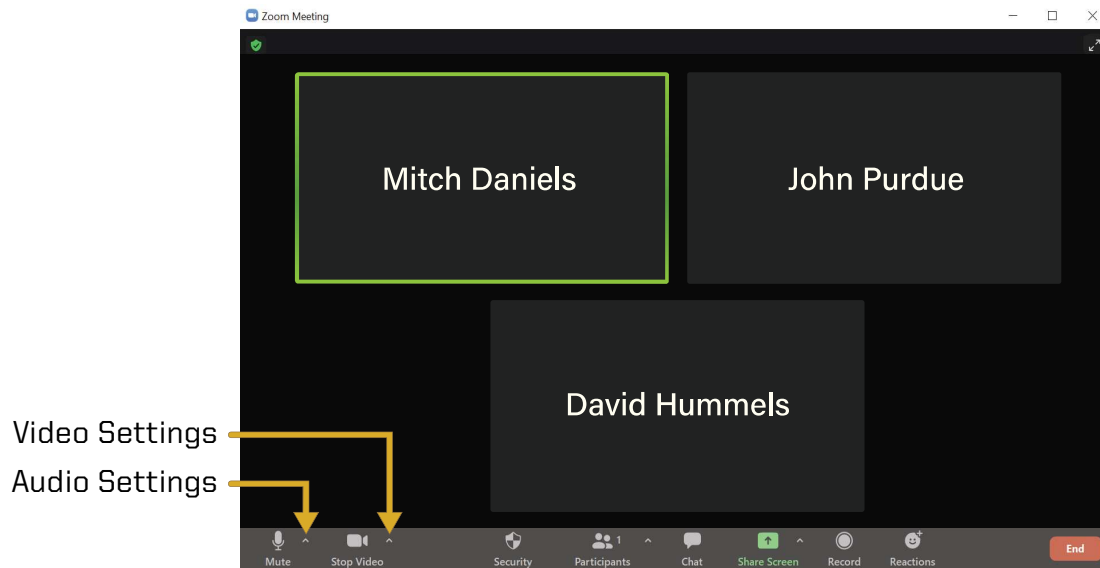 Zoom Meeting
Mitch Daniels
John Purdue
David Hummels
Video Settings
Audio Settings
Mute
Stop Video
Security
1
Participants
Chat
Share Screen
Record
Reactions
End